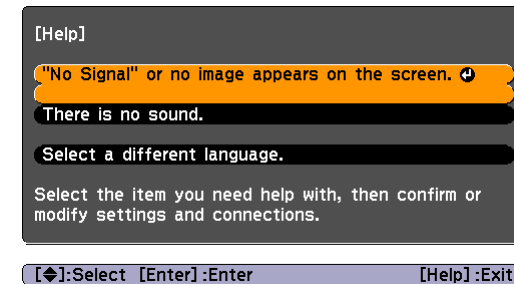 [Help]
"No Signal" or no image appears on the screen.
There is no sound.
Select a different language.
Select the item you need help with, then confirm or
modify settings and connections.
[◆]:Select [Enter]:Enter [Help]:Exit